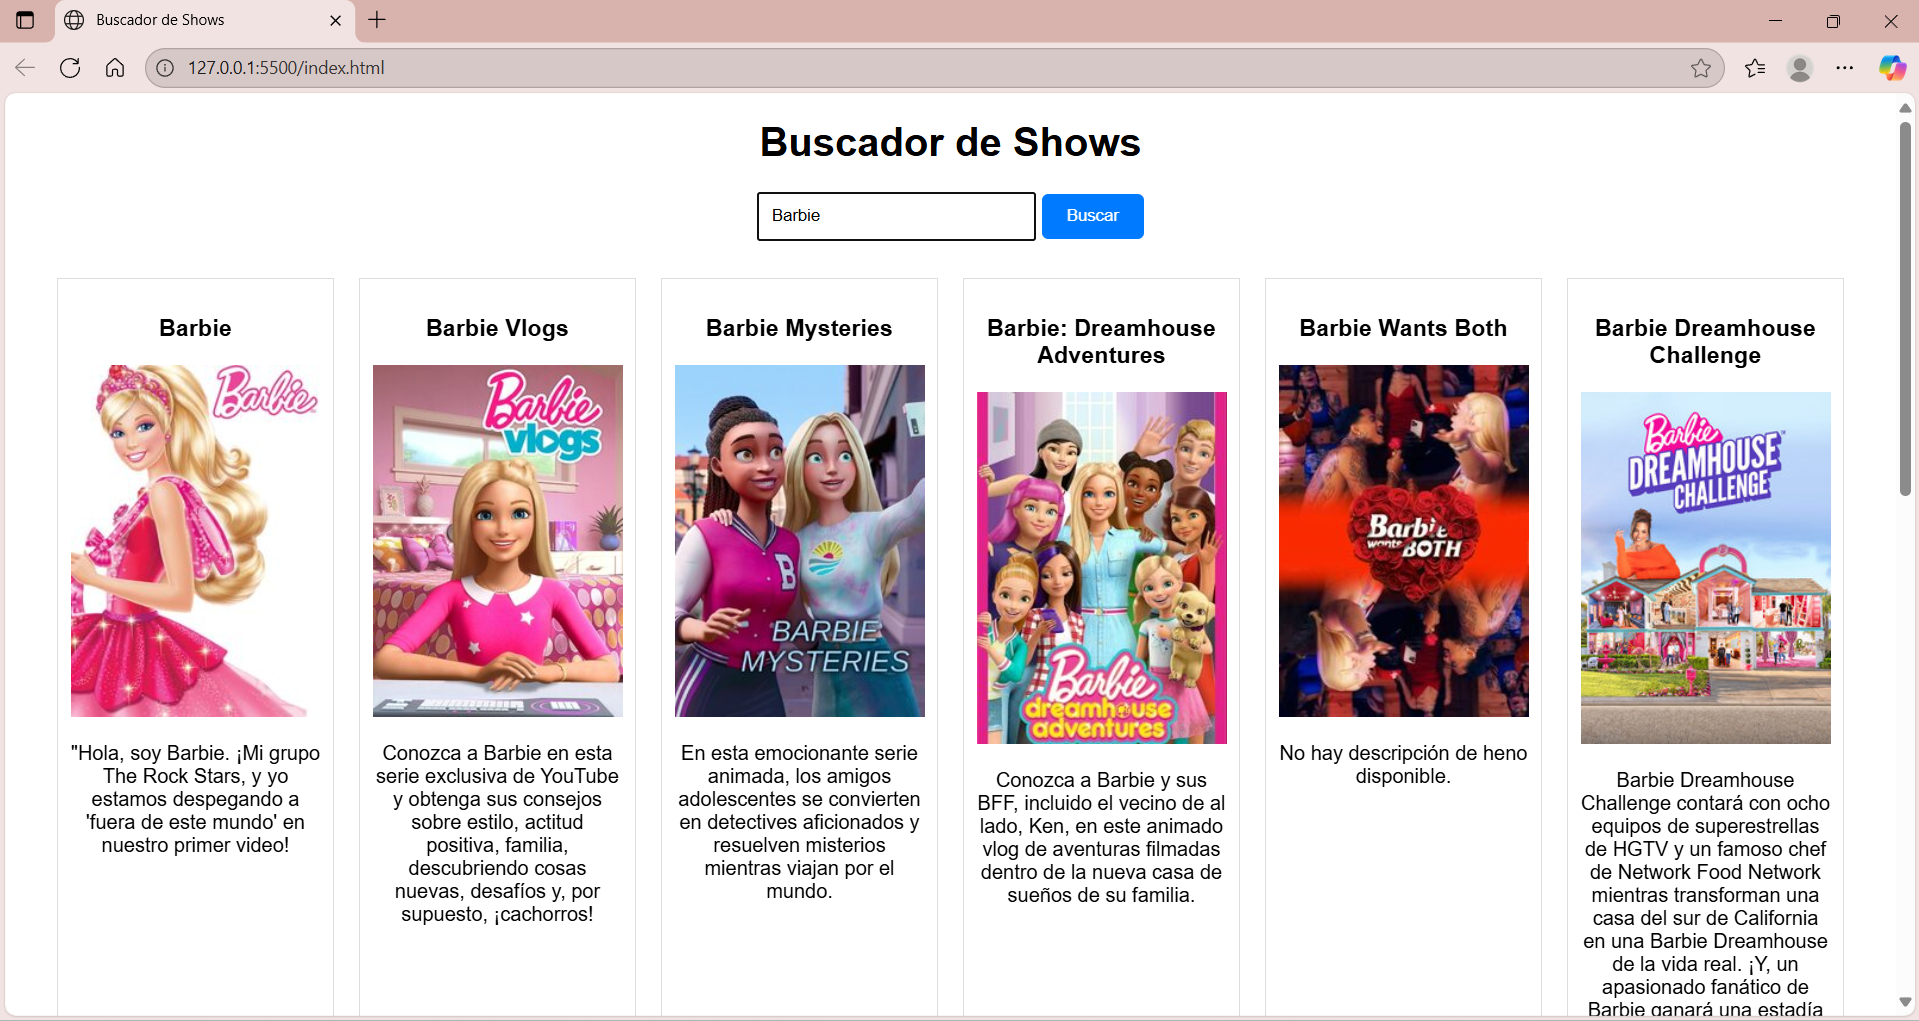 Buscador de Shows
127.0.0.1:5500/index.html
Buscador de Shows
Barbie
Buscar
Barbie
Barbie
"Hola, soy Barbie. ¡Mi grupo
The Rock Stars, y yo
estamos despegando a
'fuera de este mundo' en
nuestro primer video!
Barbie Vlogs
Barbie
vlogs
Conozca a Barbie en esta
serie exclusiva de YouTube
y obtenga sus consejos
sobre estilo, actitud
positiva, familia,
descubriendo cosas
nuevas, desafíos y, por
supuesto, ¡cachorros!
Barbie Mysteries
B
BARBIE
MYSTERIES
En esta emocionante serie
animada, los amigos
adolescentes se convierten
en detectives aficionados y
resuelven misterios
mientras viajan por el
mundo.
Barbie: Dreamhouse
Adventures
Barbie
dreamhouse
adventures
Conozca a Barbie y sus
BFF, incluido el vecino de al
lado, Ken, en este animado
vlog de aventuras filmadas
dentro de la nueva casa de
sueños de su familia.
Barbie Wants Both
Barbie
wants BOTH
No hay descripción de heno
disponible.
Barbie Dreamhouse
Challenge
Barbie
DREAMHOUSE
CHALLENGE
Barbie Dreamhouse
Challenge contará con ocho
equipos de superestrellas
de HGTV y un famoso chef
de Network Food Network
mientras transforman una
casa del sur de California
en una Barbie Dreamhouse
de la vida real. ¡Y, un
apasionado fanático de
Barbie ganará una estadía